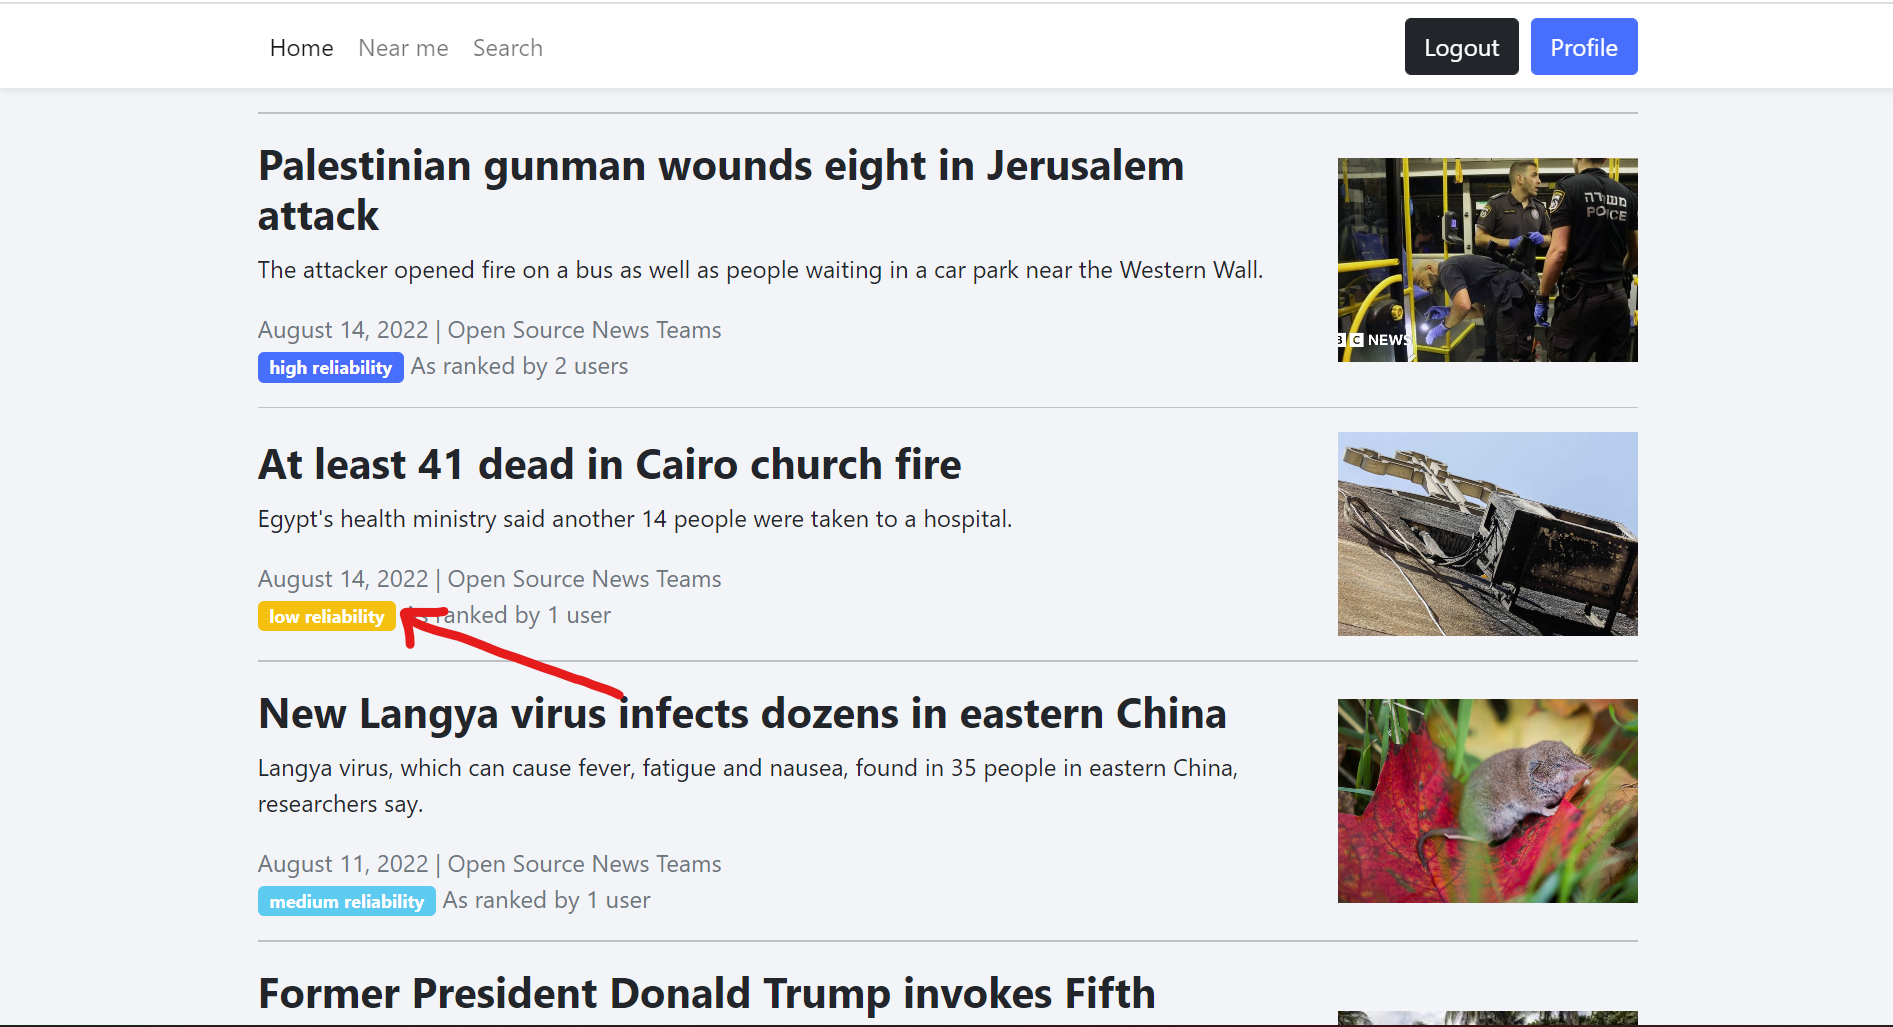 Home Near me Search Logout Profile
Palestinian gunman wounds eight in Jerusalem
attack
The attacker opened fire on a bus as well as people waiting in a car park near the Western Wall.
August 14, 2022 | Open Source News Teams
high reliability As ranked by 2 users
משטרה
POLICE
BBC NEWS
At least 41 dead in Cairo church fire
Egypt's health ministry said another 14 people were taken to a hospital.
August 14, 2022 | Open Source News Teams
low reliability As ranked by 1 user
New Langya virus infects dozens in eastern China
Langya virus, which can cause fever, fatigue and nausea, found in 35 people in eastern China,
researchers say.
August 11, 2022 | Open Source News Teams
medium reliability As ranked by 1 user
Former President Donald Trump invokes Fifth